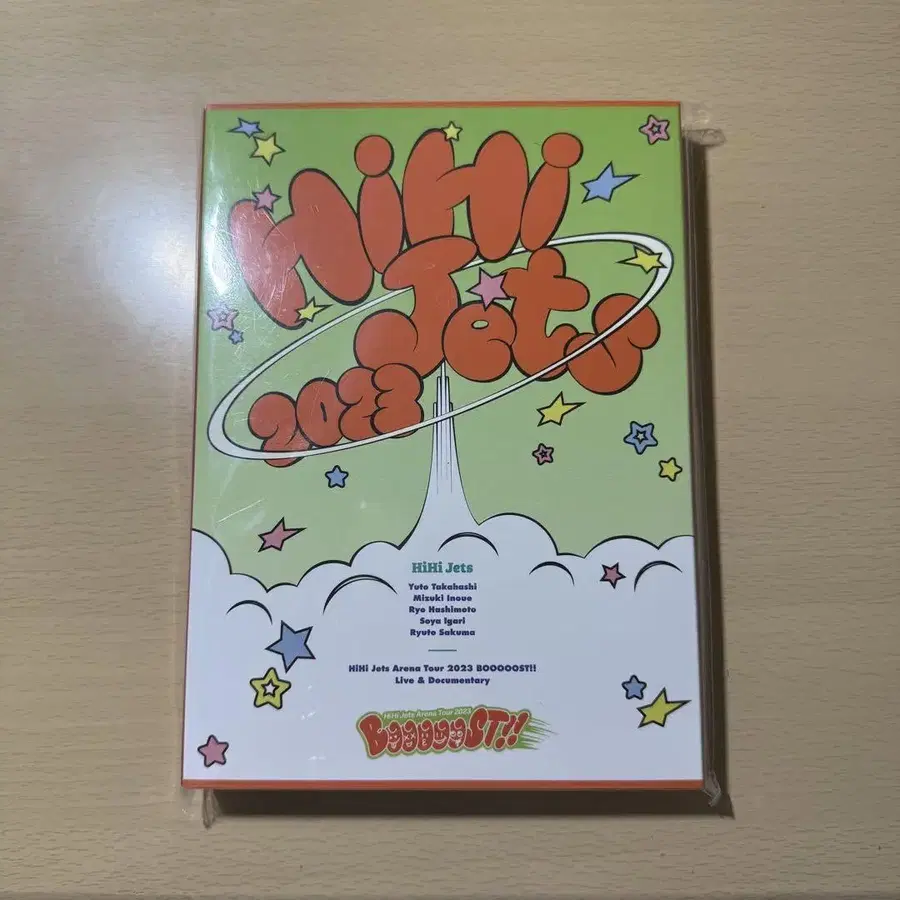 HiHi
Jets
2023
HiHi Jets
Yuto Takahashi
Mizuki Inoue
Ryo Hashimoto
Soya Igari
Ryuto Sakuma
HiHi Jets Arena Tour 2023 BOOOOOST!!
Live & Documentary
HiHi Jets Arena Tour 2023
BOOOOOST!!